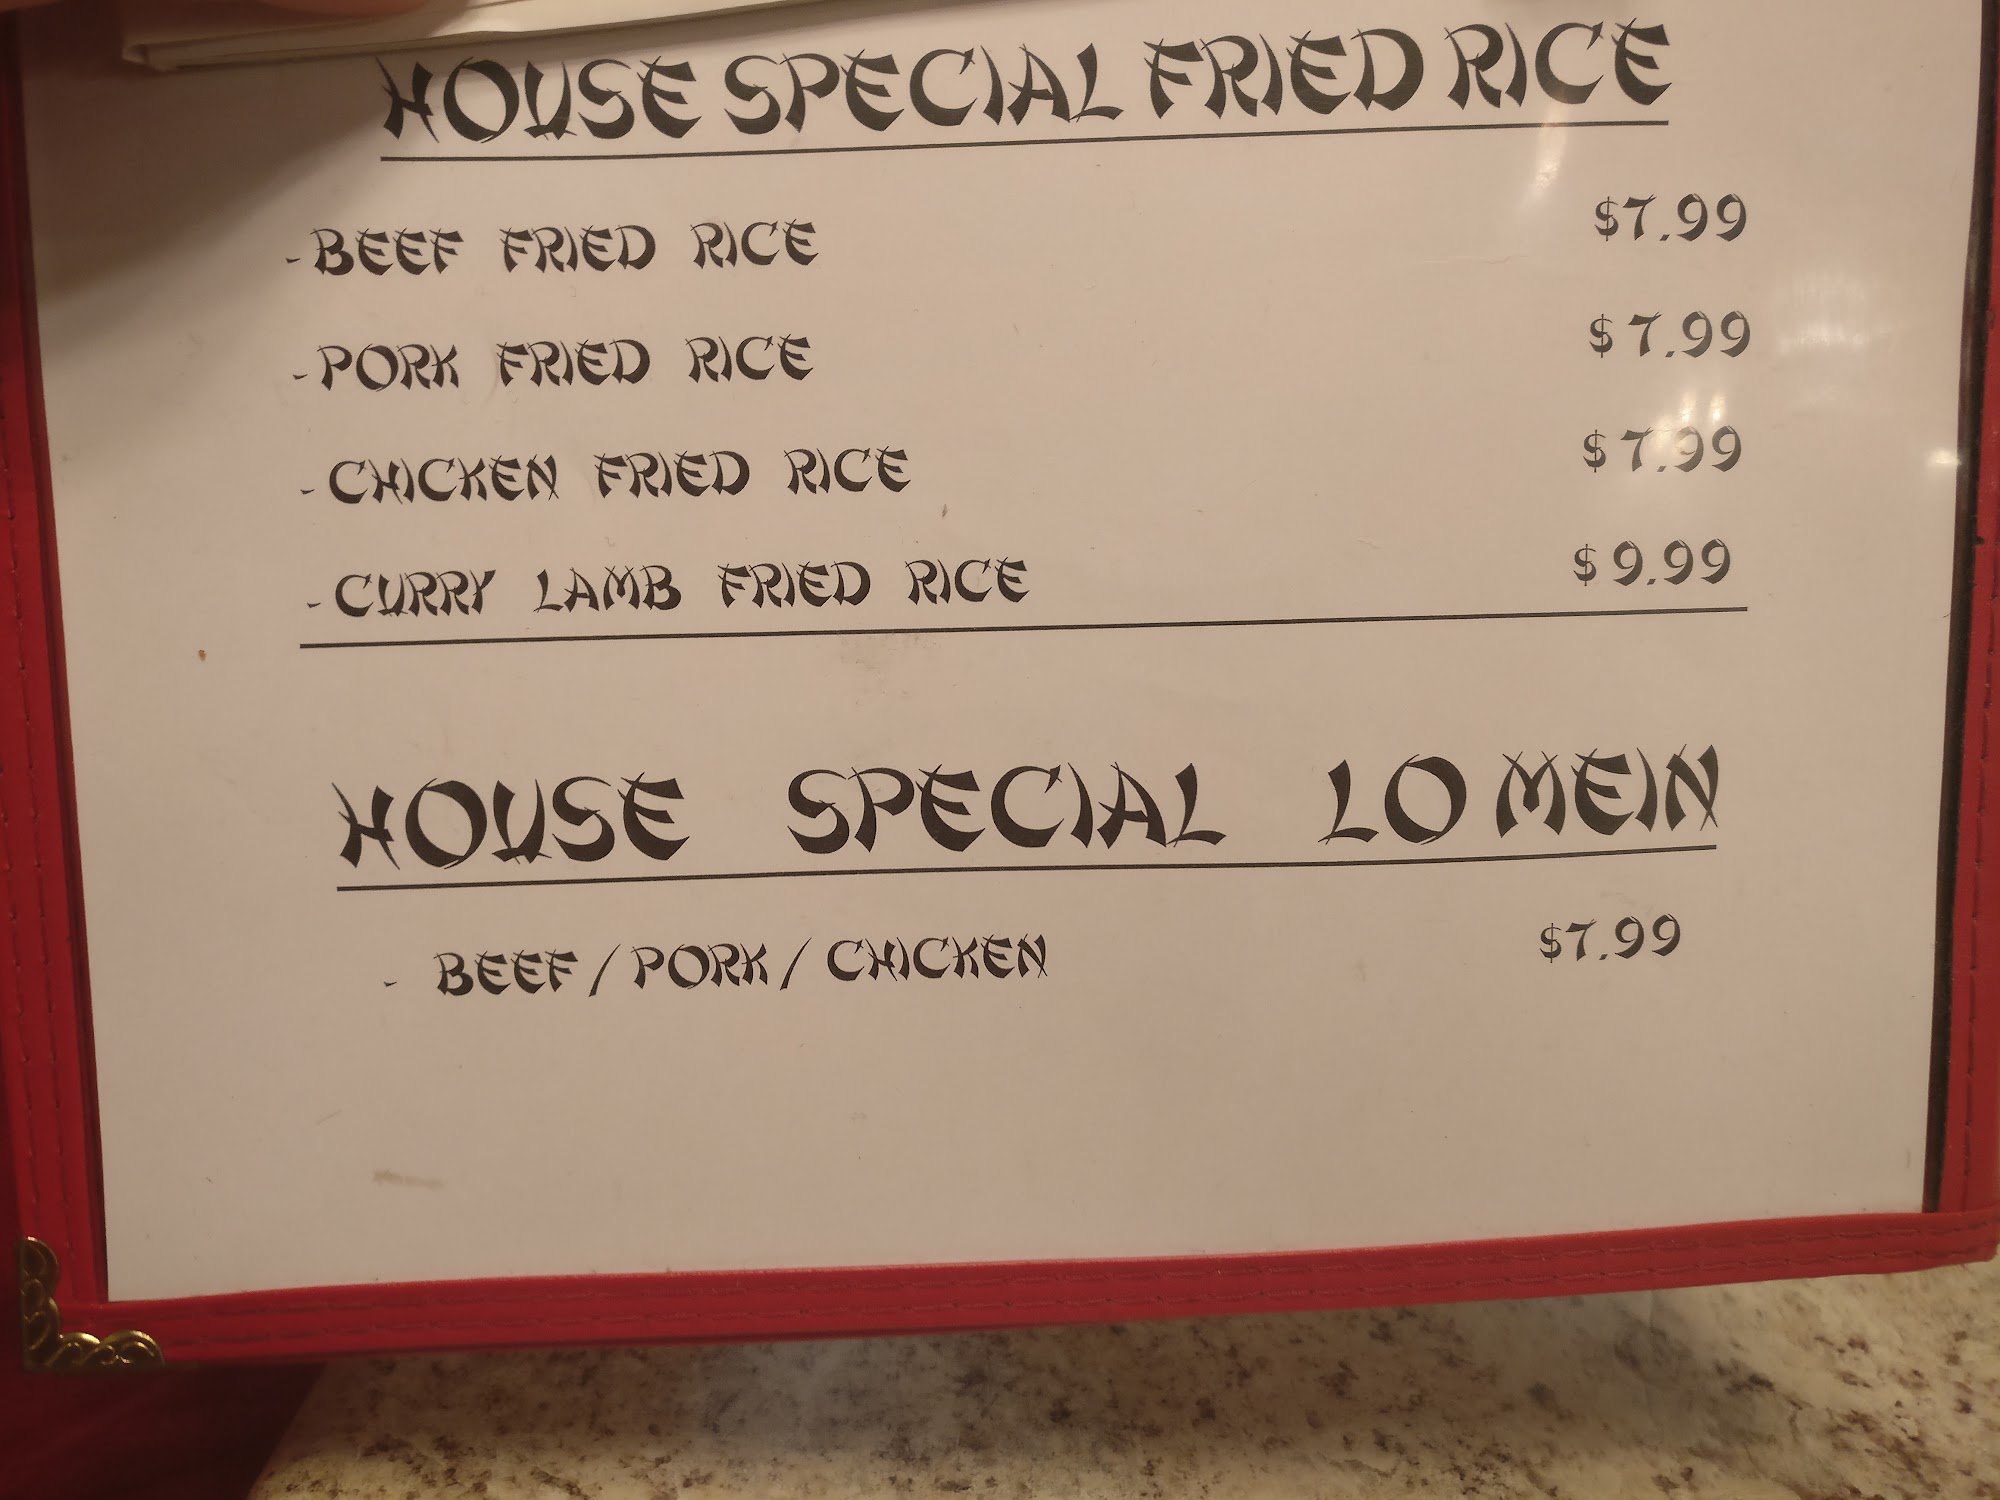 HOUSE SPECIAL FRIED RICE
- BEEF FRIED RICE $7.99
- PORK FRIED RICE $7.99
- CHICKEN FRIED RICE $7.99
- CURRY LAMB FRIED RICE $9.99
HOUSE SPECIAL LO MEIN
- BEEF / PORK / CHICKEN $7.99